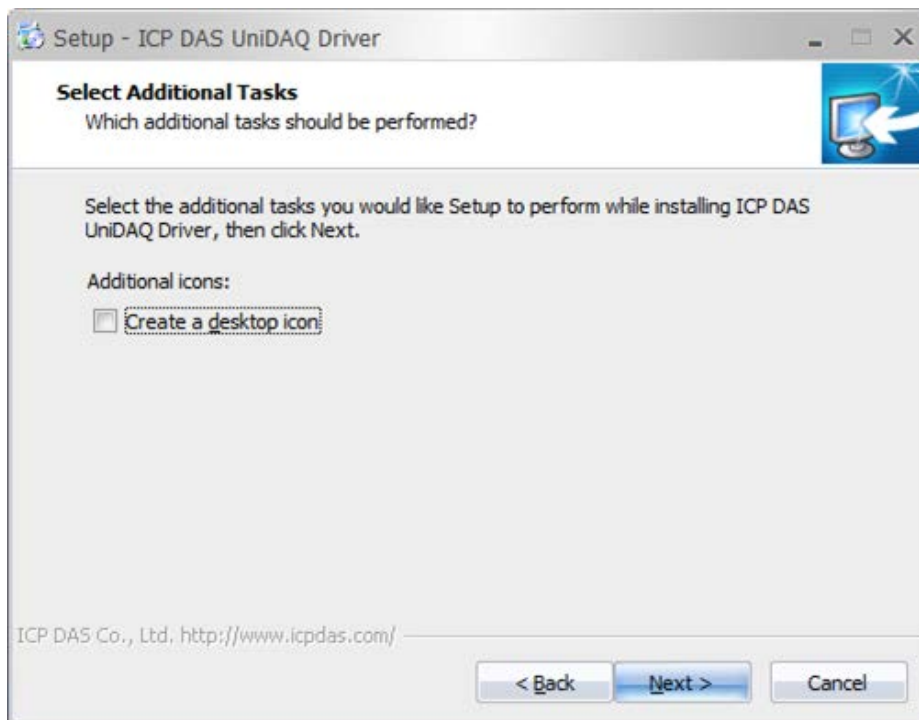 Setup - ICP DAS UniDAQ Driver
Select Additional Tasks
Which additional tasks should be performed?
Select the additional tasks you would like Setup to perform while installing ICP DAS
UniDAQ Driver, then click Next.
Additional icons:
Create a desktop icon
ICP DAS Co., Ltd. http://www.icpdas.com/
< Back
Next >
Cancel